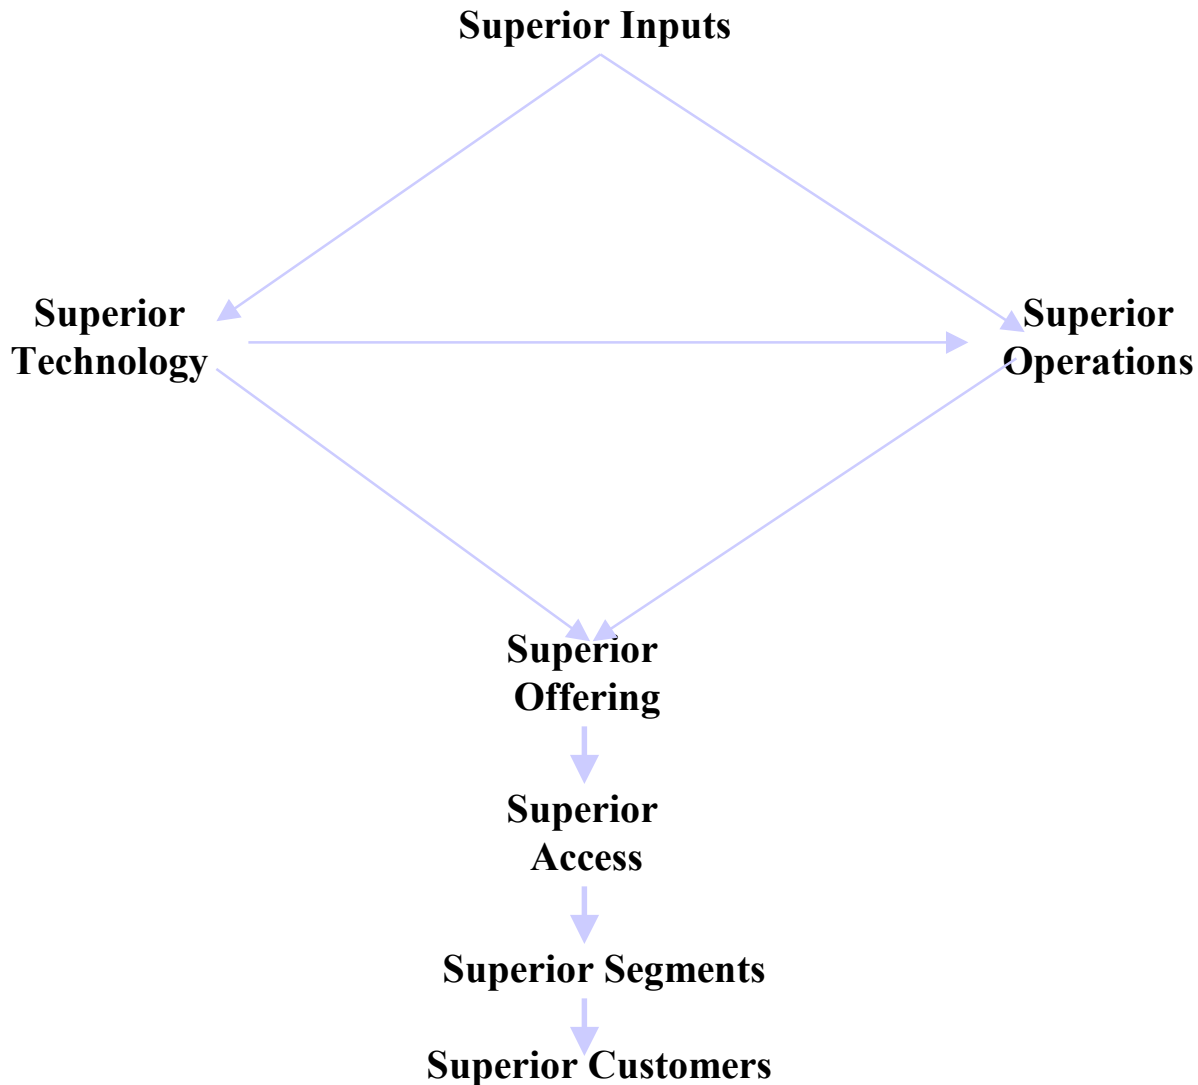 Superior Inputs
Superior
Technology
Superior
Operations
Superior
Offering
Superior
Access
Superior Segments
Superior Customers